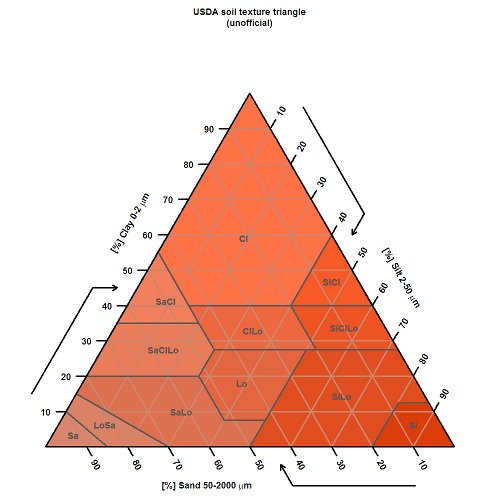 USDA soil texture triangle
(unofficial)
10
20
30
40
50
60
70
80
90
[%] Silt 2-50 μm
90
80
70
60
50
40
30
20
10
[%] Clay 0-2 μm
Cl
SiCl
SaCl
ClLo
SiClLo
SaClLo
Lo
SiLo
SaLo
LoSa
Sa
Si
90
80
70
60
50
40
30
20
10
[%] Sand 50-2000 μm